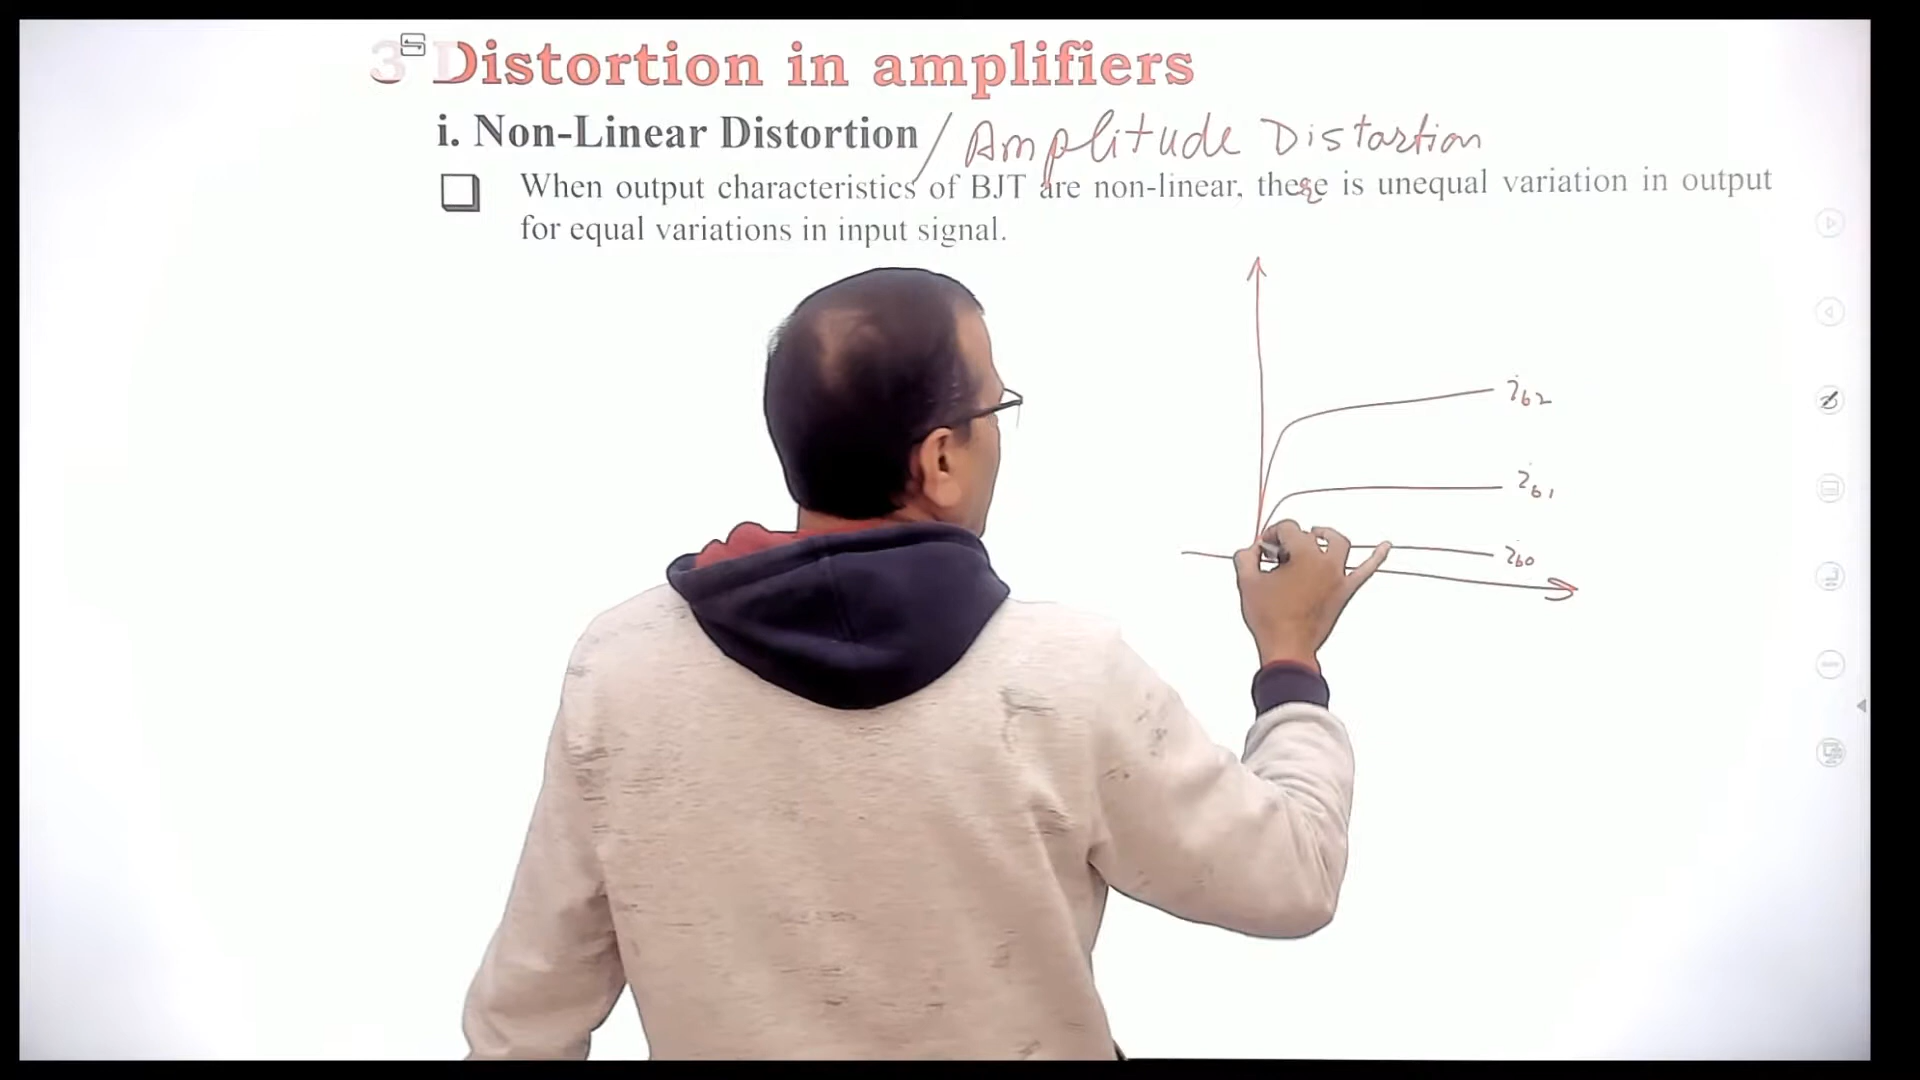 3 Distortion in amplifiers
i. Non-Linear Distortion / Amplitude Distortion
When output characteristics of BJT are non-linear, there is unequal variation in output
for equal variations in input signal.
ib2
ib1
ib0